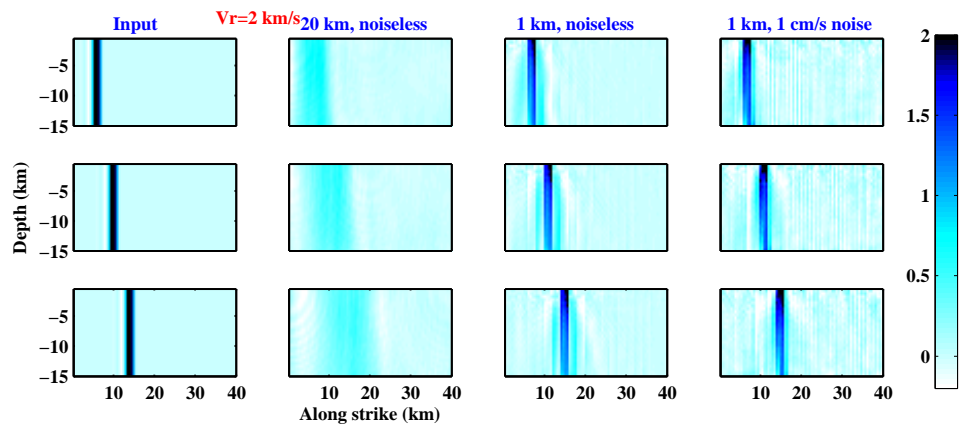 Vr=2 km/s
Input
20 km, noiseless
1 km, noiseless
1 km, 1 cm/s noise
−5
−10
−15
−5
−10
−15
−5
−10
−15
Depth (km)
10 20 30 40
10 20 30 40
10 20 30 40
10 20 30 40
Along strike (km)
2
1.5
1
0.5
0